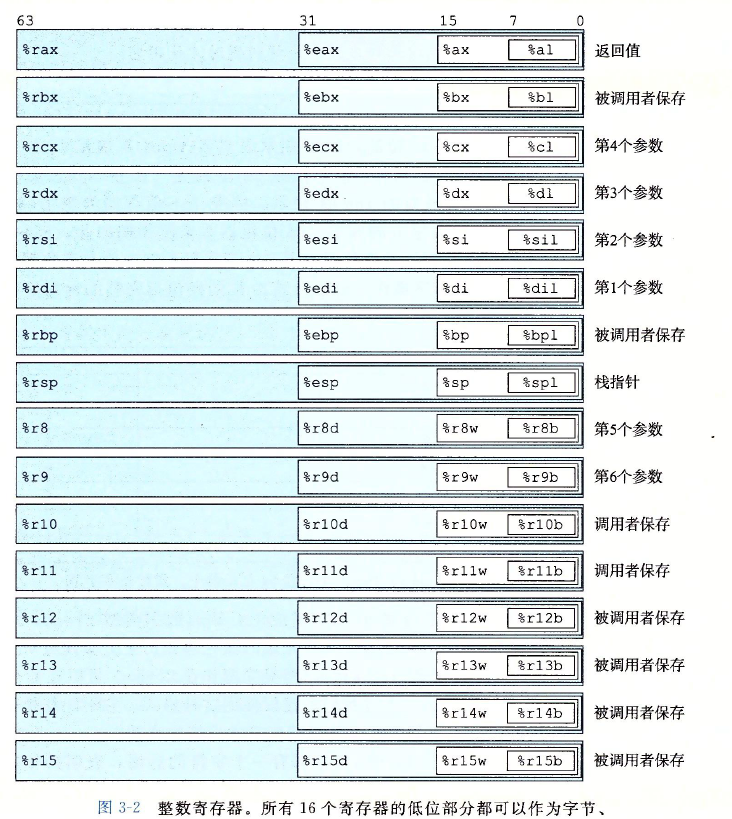 63 31 15 7 0
%rax %eax %ax %al 返回值
%rbx %ebx %bx %bl 被调用者保存
%rcx %ecx %cx %cl 第4个参数
%rdx %edx %dx %dl 第3个参数
%rsi %esi %si %sil 第2个参数
%rdi %edi %di %dil 第1个参数
%rbp %ebp %bp %bpl 被调用者保存
%rsp %esp %sp %spl 栈指针
%r8 %r8d %r8w %r8b 第5个参数
%r9 %r9d %r9w %r9b 第6个参数
%r10 %r10d %r10w %r10b 调用者保存
%r11 %r11d %r11w %r11b 调用者保存
%r12 %r12d %r12w %r12b 被调用者保存
%r13 %r13d %r13w %r13b 被调用者保存
%r14 %r14d %r14w %r14b 被调用者保存
%r15 %r15d %r15w %r15b 被调用者保存
图 3-2 整数寄存器。所有 16 个寄存器的低位部分都可以作为字节、